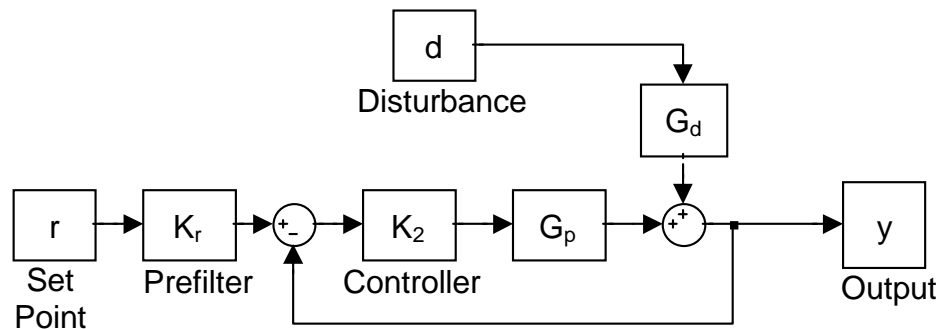 d
Disturbance
G_d
r
K_r
+
−
K_2
G_p
+
+
y
Set
Point
Prefilter
Controller
Output